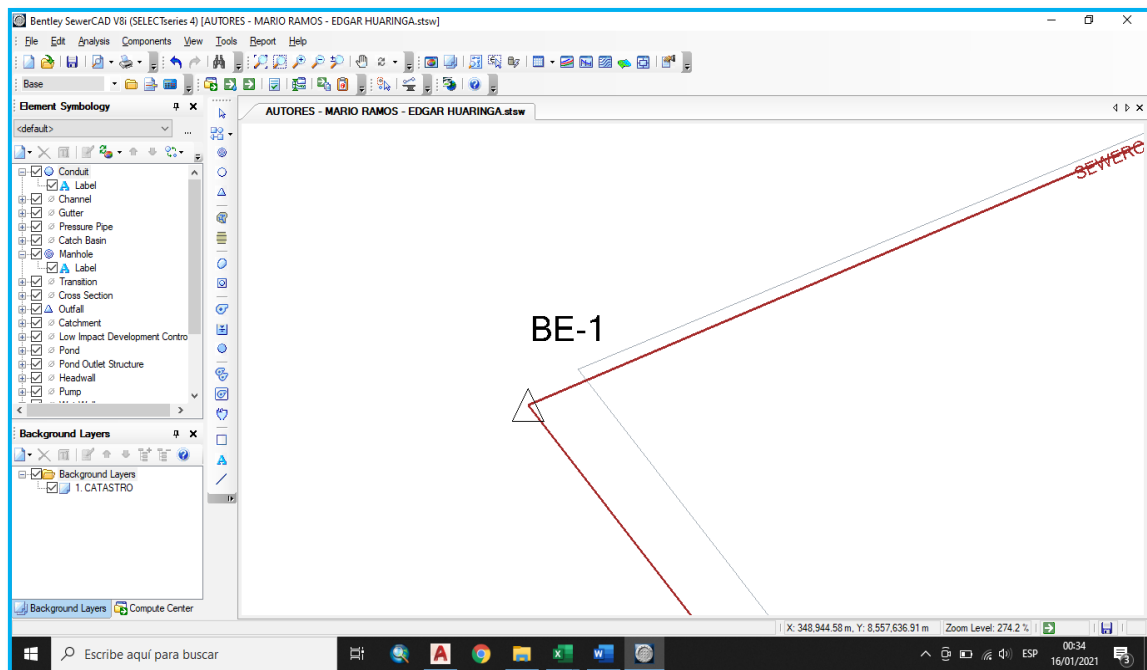 Bentley SewerCAD V8i (SELECTseries 4) [AUTORES - MARIO RAMOS - EDGAR HUARINGA.stsw]
File Edit Analysis Components View Tools Report Help
Base
Element Symbology
<default>
...
Conduit
Label
Channel
Gutter
Pressure Pipe
Catch Basin
Manhole
Label
Transition
Cross Section
Outfall
Catchment
Low Impact Development Contro
Pond
Pond Outlet Structure
Headwall
Pump
Background Layers
Background Layers
1. CATASTRO
Background Layers Compute Center
AUTORES - MARIO RAMOS - EDGAR HUARINGA.stsw
SEWERC
BE-1
X: 348,944.58 m, Y: 8,557,636.91 m Zoom Level: 274.2 %
Escribe aquí para buscar
ESP
00:34
16/01/2021
3